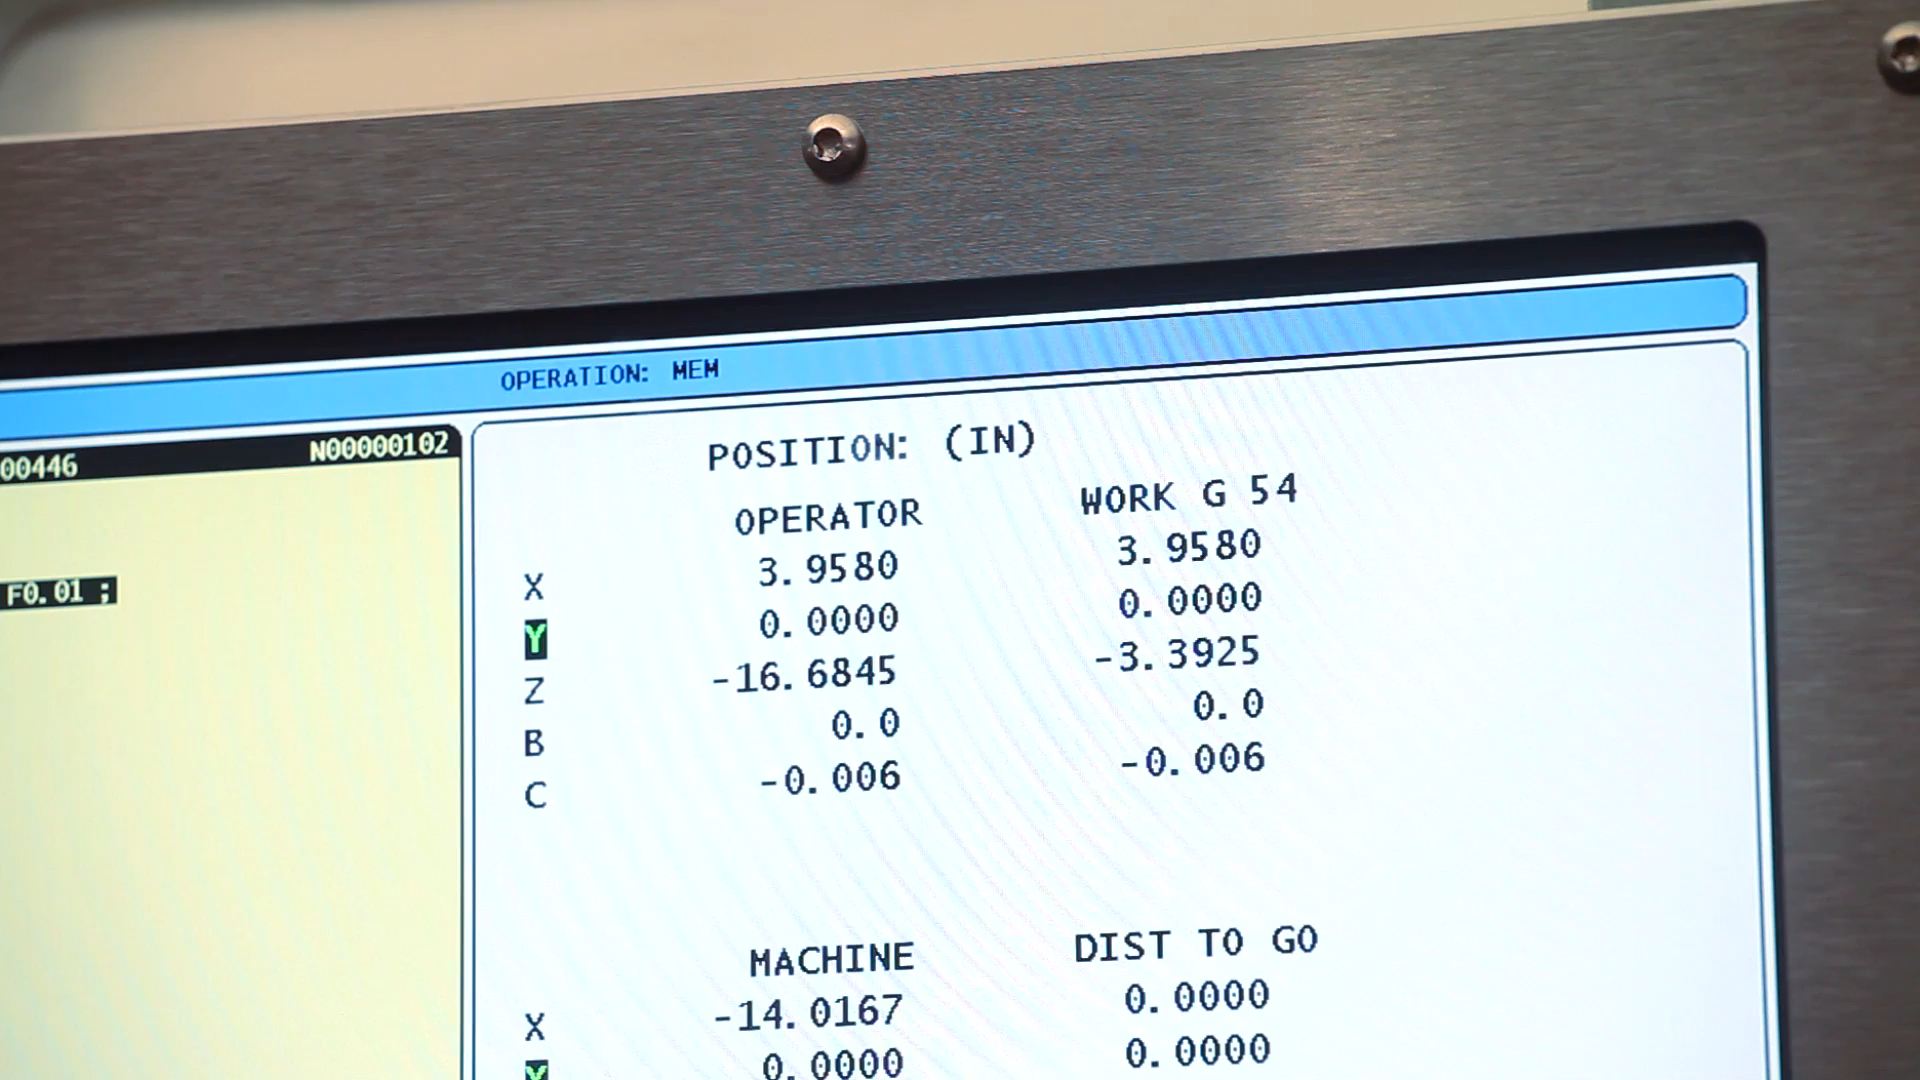 OPERATION: MEM
00446 N00000102
F0.01 ;
POSITION: (IN)
OPERATOR WORK G 54
X 3.9580 3.9580
Y 0.0000 0.0000
Z -16.6845 -3.3925
B 0.0 0.0
C -0.006 -0.006
MACHINE DIST TO GO
X -14.0167 0.0000
Y 0.0000 0.0000